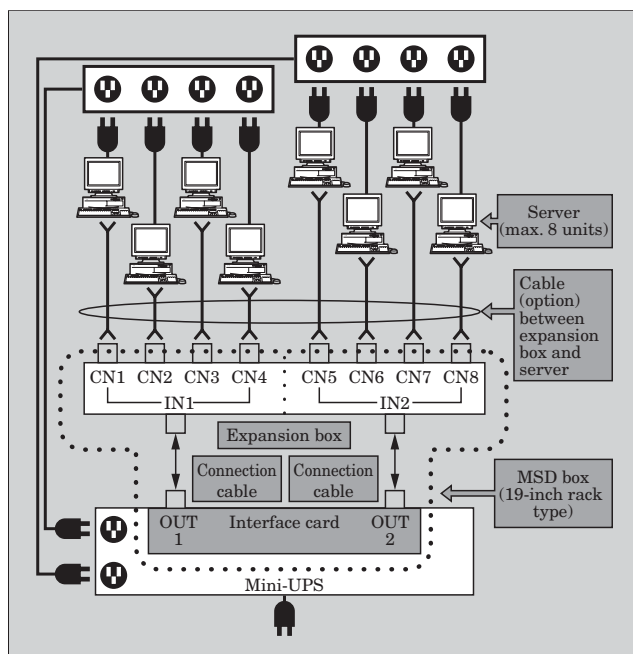 Server
(max. 8 units)
Cable
(option)
between
expansion
box and
server
CN1 CN2 CN3 CN4 CN5 CN6 CN7 CN8
IN1 IN2
Expansion box
Connection
cable
Connection
cable
MSD box
(19-inch rack
type)
OUT
1
Interface card
OUT
2
Mini-UPS